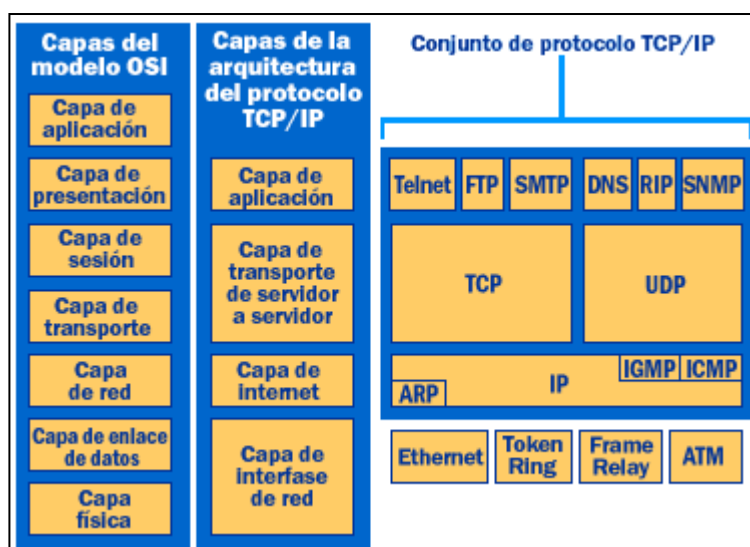 Capas del
modelo OSI
Capa de
aplicación
Capa de
presentación
Capa de
sesión
Capa de
transporte
Capa
de red
Capa de enlace
de datos
Capa
física
Capas de la
arquitectura
del protocolo
TCP/IP
Capa de
aplicación
Capa de
transporte
de servidor
a servidor
Capa de
internet
Capa de
interfase
de red
Conjunto de protocolo TCP/IP
Telnet FTP SMTP DNS RIP SNMP
TCP UDP
IGMP ICMP
IP
ARP
Ethernet
Token
Ring
Frame
Relay
ATM